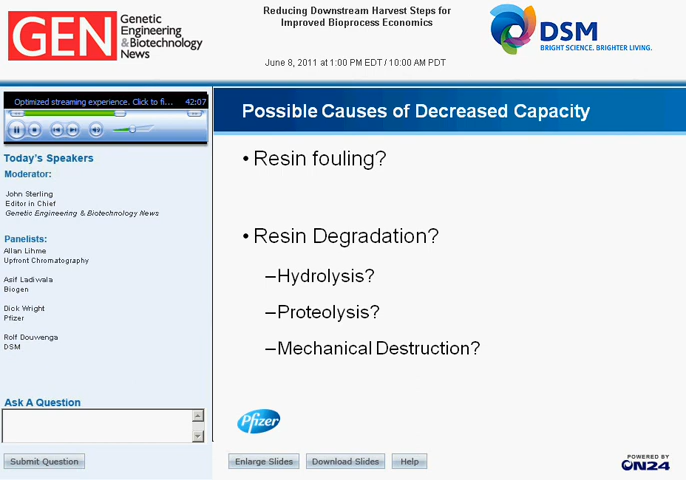 GEN
Genetic
Engineering
& Biotechnology
News
Reducing Downstream Harvest Steps for
Improved Bioprocess Economics
June 8, 2011 at 1:00 PM EDT / 10:00 AM PDT
DSM
BRIGHT SCIENCE. BRIGHTER LIVING.
Optimized streaming experience. Click to fi... 42:07
Today's Speakers
Moderator:
John Sterling
Editor in Chief
Genetic Engineering & Biotechnology News
Panelists:
Allan Lihme
Upfront Chromatography
Asif Ladiwala
Biogen
Dick Wright
Pfizer
Rolf Douwenga
DSM
Ask A Question
Submit Question
Possible Causes of Decreased Capacity
• Resin fouling?
• Resin Degradation?
–Hydrolysis?
–Proteolysis?
–Mechanical Destruction?
Pfizer
Enlarge Slides Download Slides Help
POWERED BY
ON24